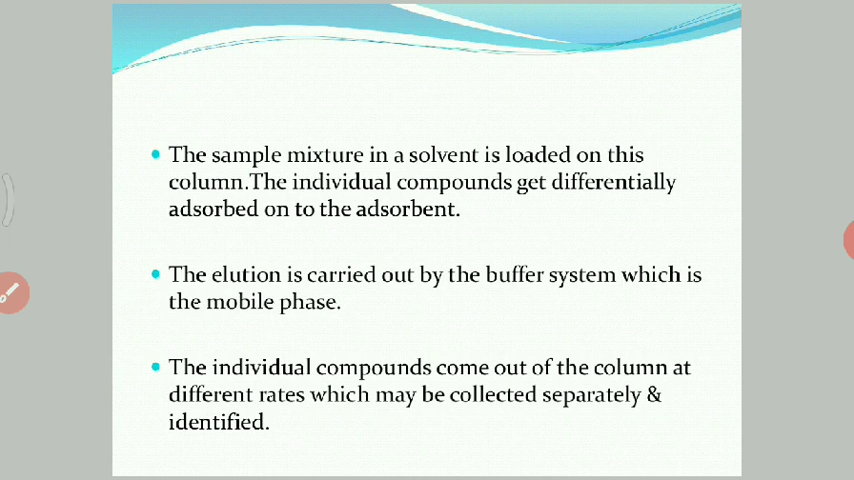 • The sample mixture in a solvent is loaded on this
column.The individual compounds get differentially
adsorbed on to the adsorbent.
• The elution is carried out by the buffer system which is
the mobile phase.
• The individual compounds come out of the column at
different rates which may be collected separately &
identified.